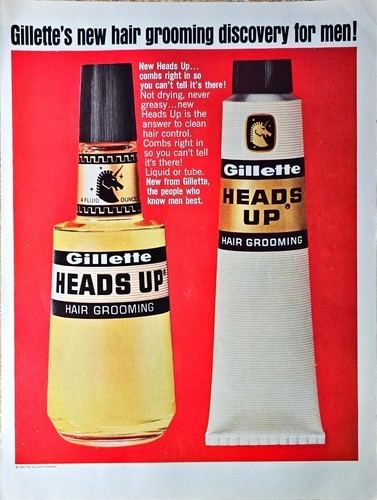 Gillette's new hair grooming discovery for men!
New Heads Up...
combs right in so
you can't tell it's there!
Not drying, never
greasy...new
Heads Up is the
answer to clean
hair control.
Combs right in
so you can't tell
it's there!
Liquid or tube.
New from Gillette,
the people who
know men best.
4 FLUID OUNCES
Gillette
HEADS UP®
HAIR GROOMING
Gillette
HEADS
UP®
HAIR GROOMING